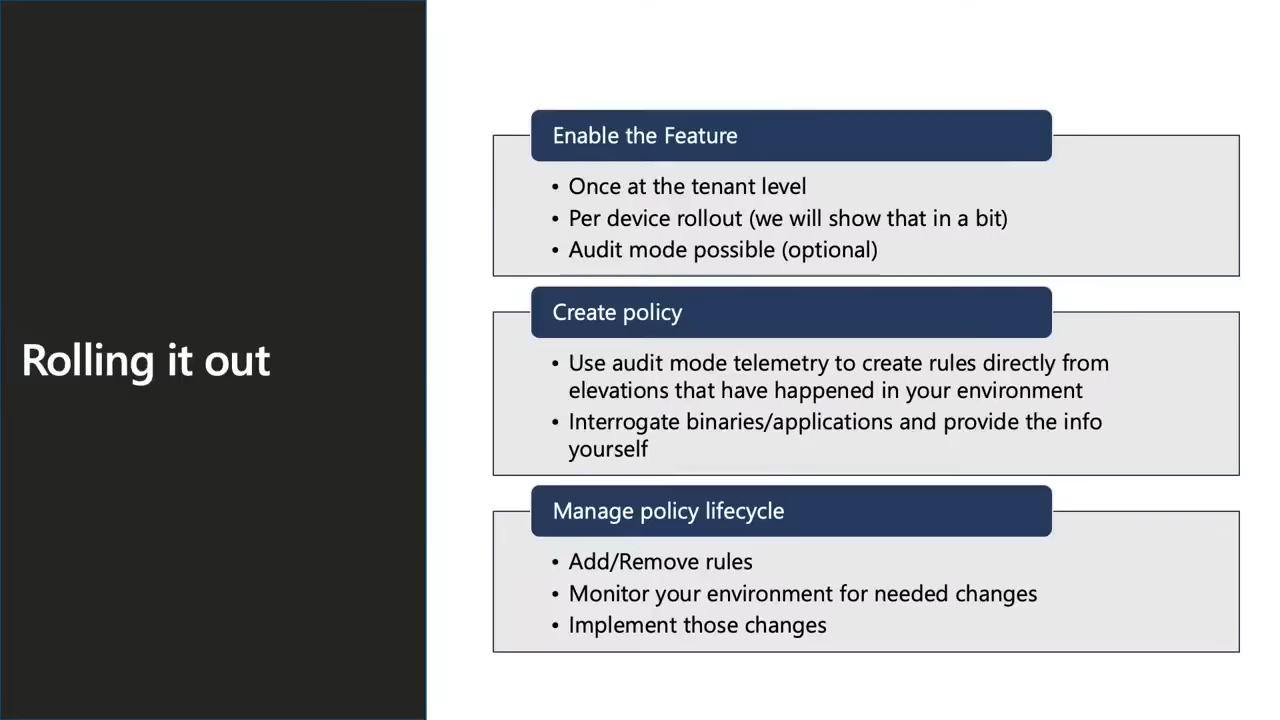 Rolling it out
Enable the Feature
• Once at the tenant level
• Per device rollout (we will show that in a bit)
• Audit mode possible (optional)
Create policy
• Use audit mode telemetry to create rules directly from
elevations that have happened in your environment
• Interrogate binaries/applications and provide the info
yourself
Manage policy lifecycle
• Add/Remove rules
• Monitor your environment for needed changes
• Implement those changes